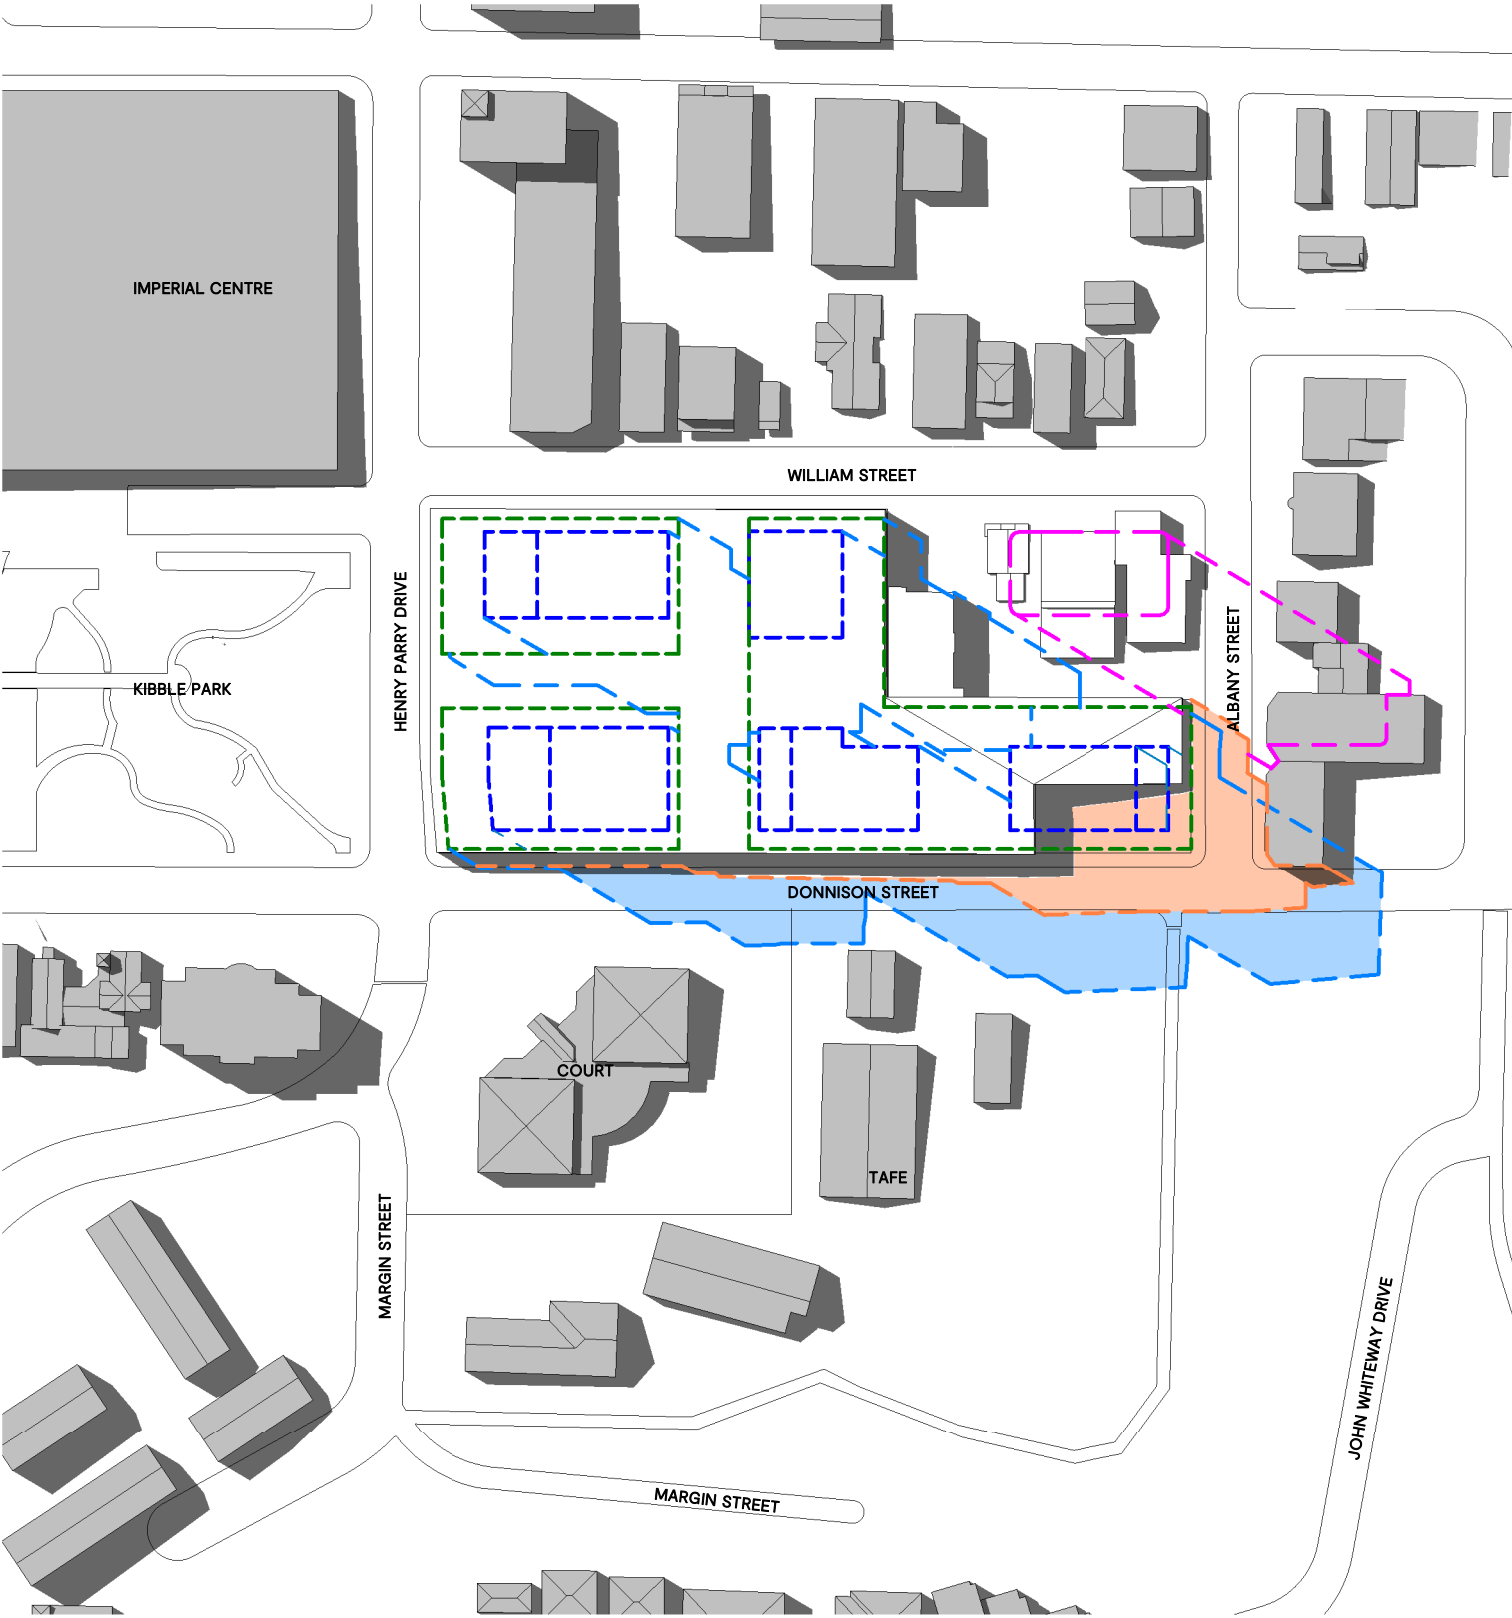 IMPERIAL CENTRE
WILLIAM STREET
HENRY PARRY DRIVE
ALBANY STREET
KIBBLE PARK
DONNISON STREET
COURT
TAFE
MARGIN STREET
JOHN WHITEWAY DRIVE
MARGIN STREET